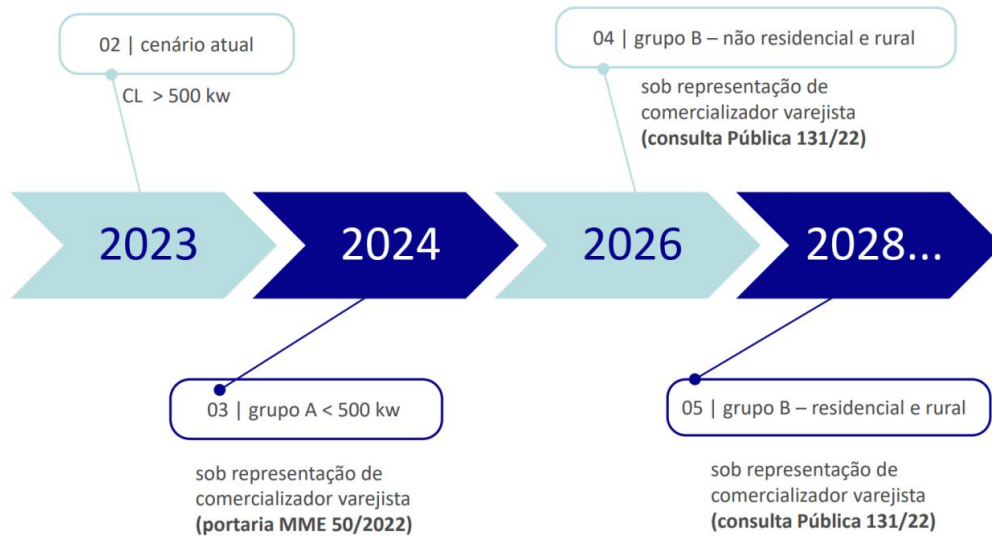 02 | cenário atual
CL > 500 kw
04 | grupo B – não residencial e rural
sob representação de
comercializador varejista
(consulta Pública 131/22)
2023
2024
2026
2028...
03 | grupo A < 500 kw
sob representação de
comercializador varejista
(portaria MME 50/2022)
05 | grupo B – residencial e rural
sob representação de
comercializador varejista
(consulta Pública 131/22)